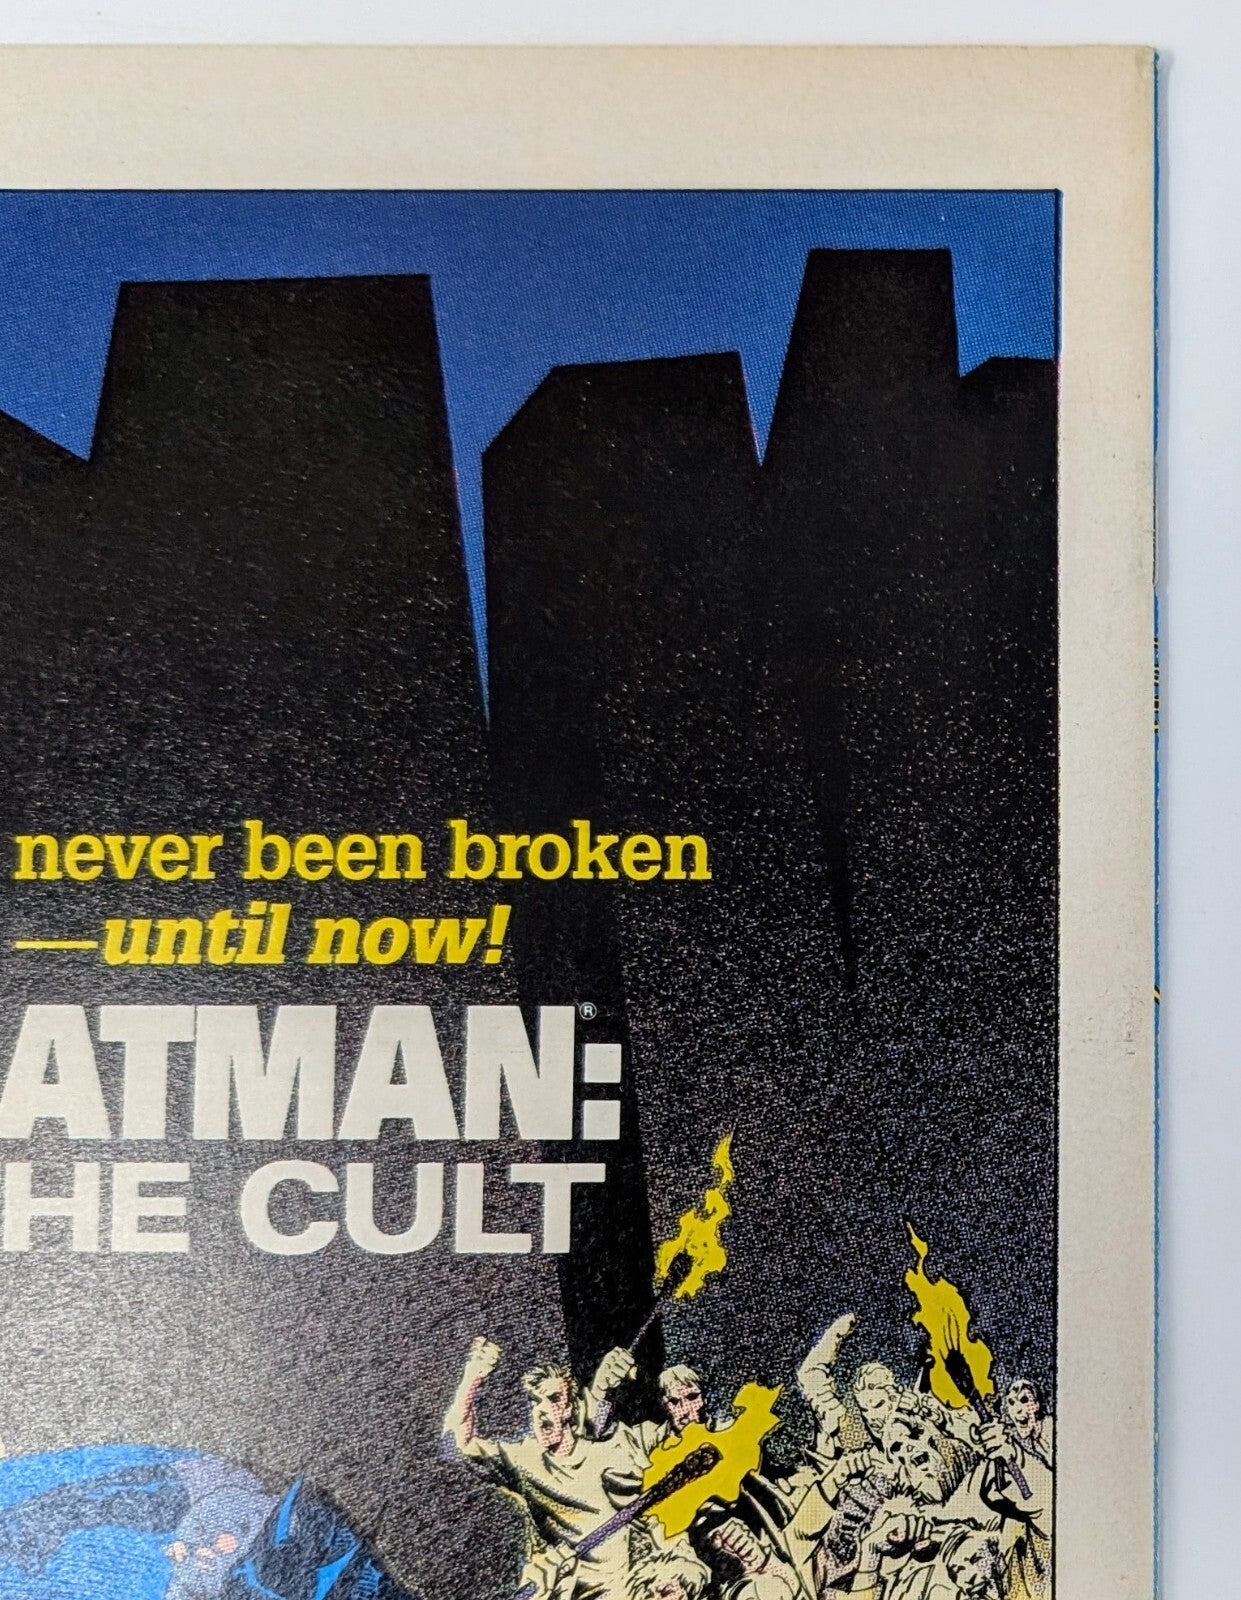 never been broken
—until now!
ATMAN:®
HE CULT